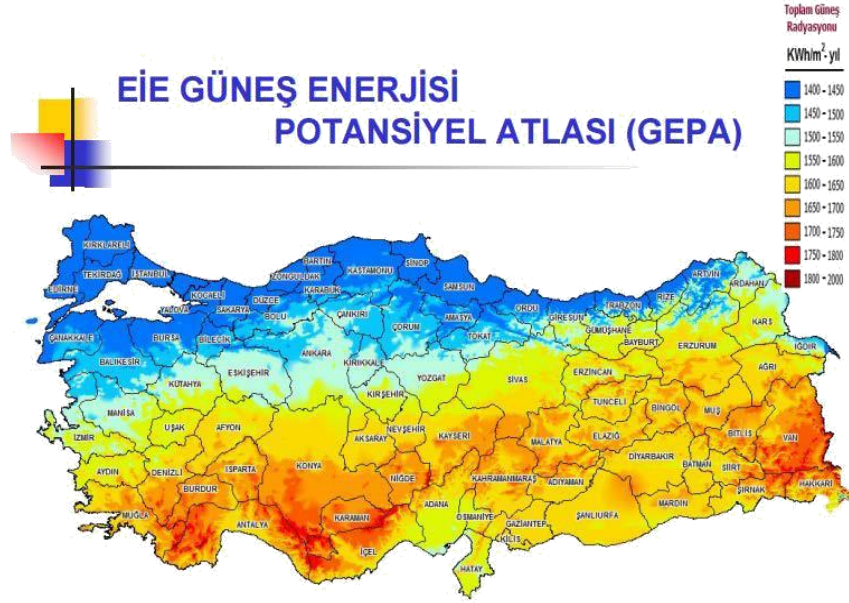 Toplam Güneş
Radyasyonu
KWh/m²- yıl
EİE GÜNEŞ ENERJİSİ
POTANSİYEL ATLASI (GEPA)
1400 - 1450
1450 - 1500
1500 - 1550
1550 - 1600
1600 - 1650
1650 - 1700
1700 - 1750
1750 - 1800
1800 - 2000
KIRKLARELİ
TEKİRDAĞ
İSTANBUL
EDİRNE
KOCAELİ
YALOVA
SAKARYA
DÜZCE
ZONGULDAK
BARTIN
KARABÜK
KASTAMONU
SİNOP
SAMSUN
ORDU
GİRESUN
TRABZON
RİZE
ARTVİN
ARDAHAN
BOLU
ÇANKIRI
ÇORUM
AMASYA
TOKAT
GÜMÜŞHANE
BAYBURT
ERZURUM
KARS
IĞDIR
ÇANAKKALE
BURSA
BİLECİK
BALIKESİR
ESKİŞEHİR
ANKARA
KIRIKKALE
YOZGAT
SİVAS
ERZİNCAN
AĞRI
KÜTAHYA
KIRŞEHİR
TUNCELİ
BİNGÖL
MUŞ
MANİSA
UŞAK
AFYON
NEVŞEHİR
AKSARAY
KAYSERİ
MALATYA
ELAZIĞ
BİTLİS
VAN
İZMİR
AYDIN
DENİZLİ
ISPARTA
KONYA
NİĞDE
KAHRAMANMARAŞ
ADIYAMAN
DİYARBAKIR
BATMAN
SİİRT
HAKKARİ
BURDUR
MUĞLA
ANTALYA
KARAMAN
ADANA
OSMANİYE
GAZİANTEP
KİLİS
ŞANLIURFA
MARDİN
ŞIRNAK
İÇEL
HATAY